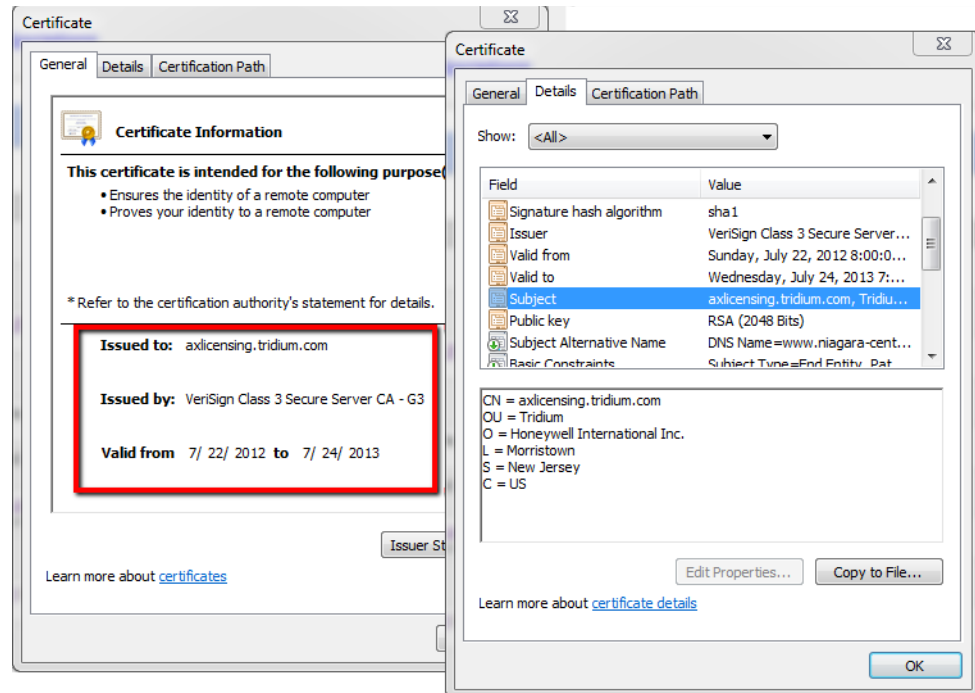 Certificate
General Details Certification Path
Certificate Information
This certificate is intended for the following purpose(
• Ensures the identity of a remote computer
• Proves your identity to a remote computer
* Refer to the certification authority's statement for details.
Issued to: axlicensing.tridium.com
Issued by: VeriSign Class 3 Secure Server CA - G3
Valid from 7/ 22/ 2012 to 7/ 24/ 2013
Issuer St
Learn more about certificates
Certificate
General Details Certification Path
Show: <All>
Field Value
Signature hash algorithm sha1
Issuer VeriSign Class 3 Secure Server...
Valid from Sunday, July 22, 2012 8:00:0...
Valid to Wednesday, July 24, 2013 7:...
Subject axlicensing.tridium.com, Tridiu...
Public key RSA (2048 Bits)
Subject Alternative Name DNS Name=www.niagara-cent...
Basic Constraints Subject Type=End Entity, Pat
CN = axlicensing.tridium.com
OU = Tridium
O = Honeywell International Inc.
L = Morristown
S = New Jersey
C = US
Edit Properties... Copy to File...
Learn more about certificate details
OK